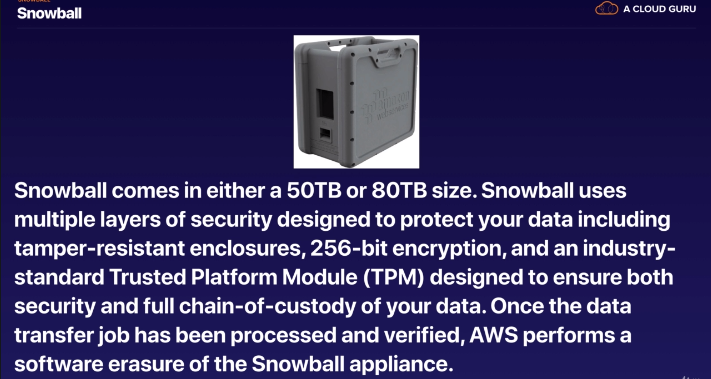 Snowball
A CLOUD GURU
Snowball comes in either a 50TB or 80TB size. Snowball uses
multiple layers of security designed to protect your data including
tamper-resistant enclosures, 256-bit encryption, and an industry-
standard Trusted Platform Module (TPM) designed to ensure both
security and full chain-of-custody of your data. Once the data
transfer job has been processed and verified, AWS performs a
software erasure of the Snowball appliance.